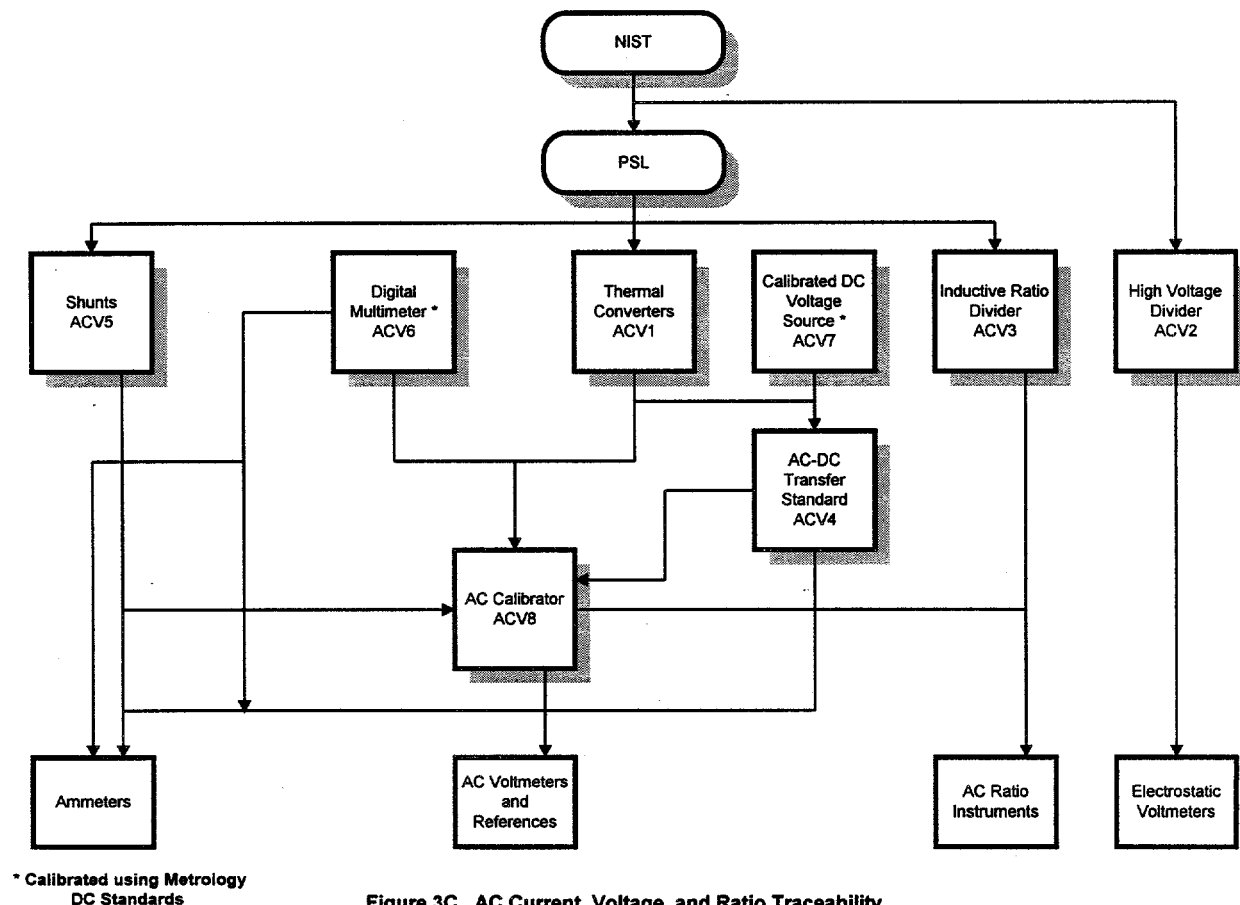 NIST
PSL
Shunts
ACV5
Digital
Multimeter *
ACV6
Thermal
Converters
ACV1
Calibrated DC
Voltage
Source *
ACV7
Inductive Ratio
Divider
ACV3
High Voltage
Divider
ACV2
AC-DC
Transfer
Standard
ACV4
AC Calibrator
ACV8
Ammeters
AC Voltmeters
and
References
AC Ratio
Instruments
Electrostatic
Voltmeters
* Calibrated using Metrology
DC Standards
Figure 3C. AC Current, Voltage, and Ratio Traceability